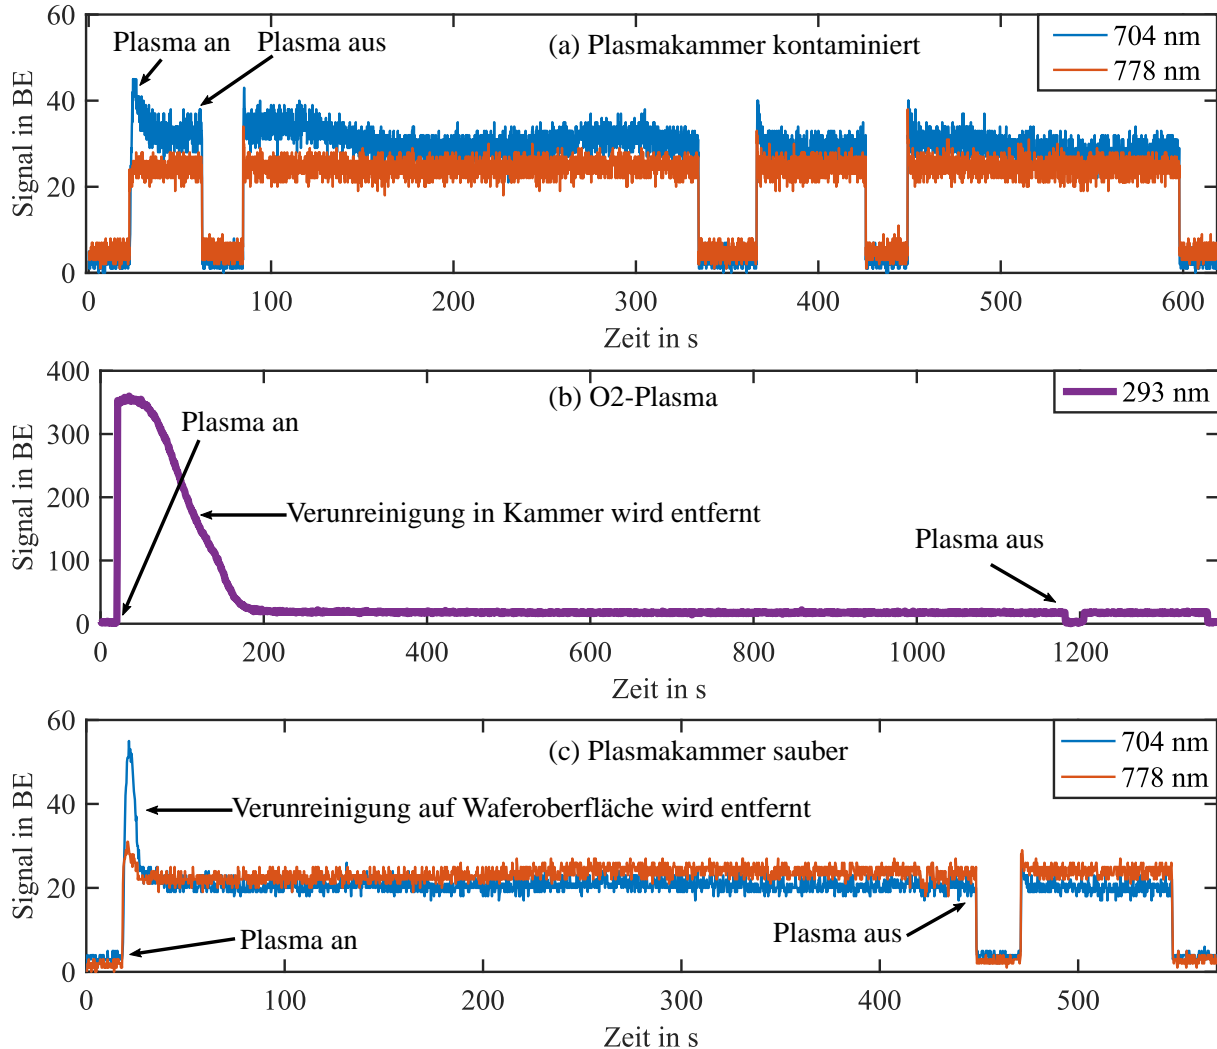 60
(a) Plasmakammer kontaminiert
704 nm
778 nm
Plasma an
Plasma aus
40
20
0
Signal in BE
0 100 200 300 400 500 600
Zeit in s
400
(b) O2-Plasma
293 nm
Plasma an
300
200
Verunreinigung in Kammer wird entfernt
Plasma aus
100
0
Signal in BE
0 200 400 600 800 1000 1200
Zeit in s
60
(c) Plasmakammer sauber
704 nm
778 nm
Verunreinigung auf Waferoberfläche wird entfernt
40
20
Plasma an
Plasma aus
0
Signal in BE
0 100 200 300 400 500
Zeit in s